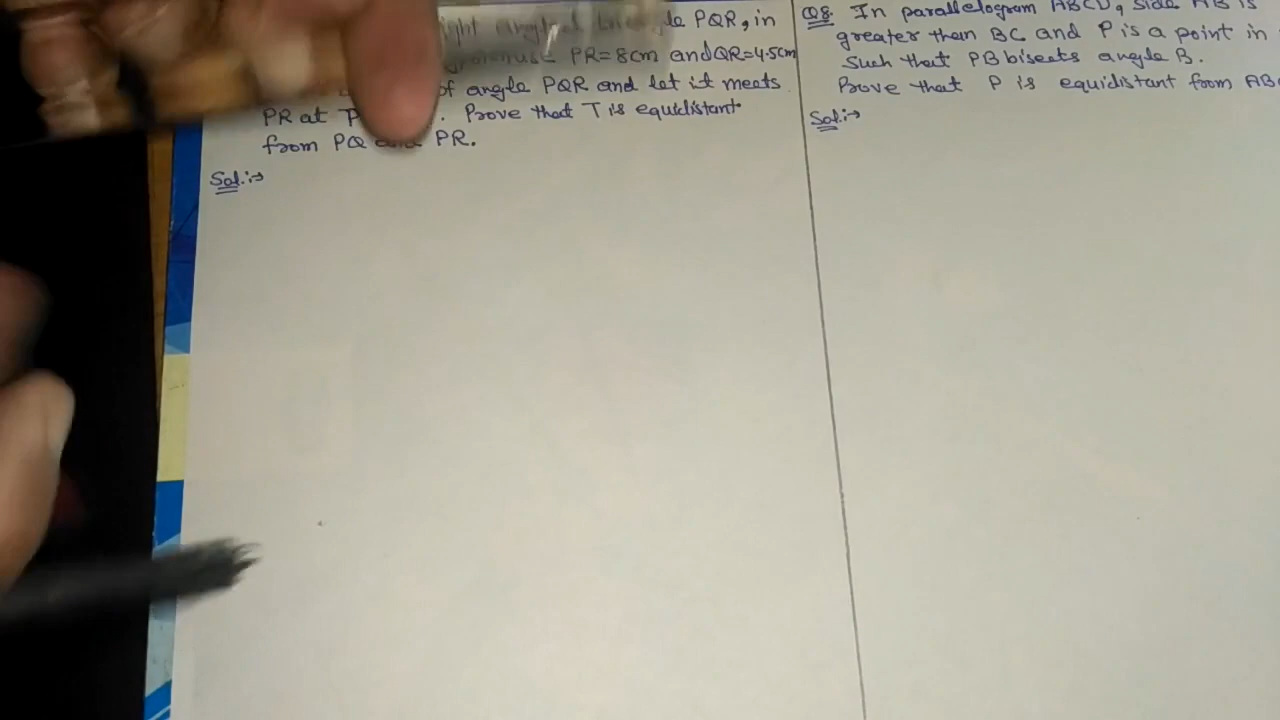 le PQR, in
PR=8cm and QR=4.5cm
of angle PQR and let it meets
PR at P . Prove that T is equidistant
from PQ and PR.
Sol:→
Q8 In parallelogram ABCD, side AB is
greater than BC and P is a point in
Such that PB bisects angle B.
Prove that P is equidistant from AB
Sol:→